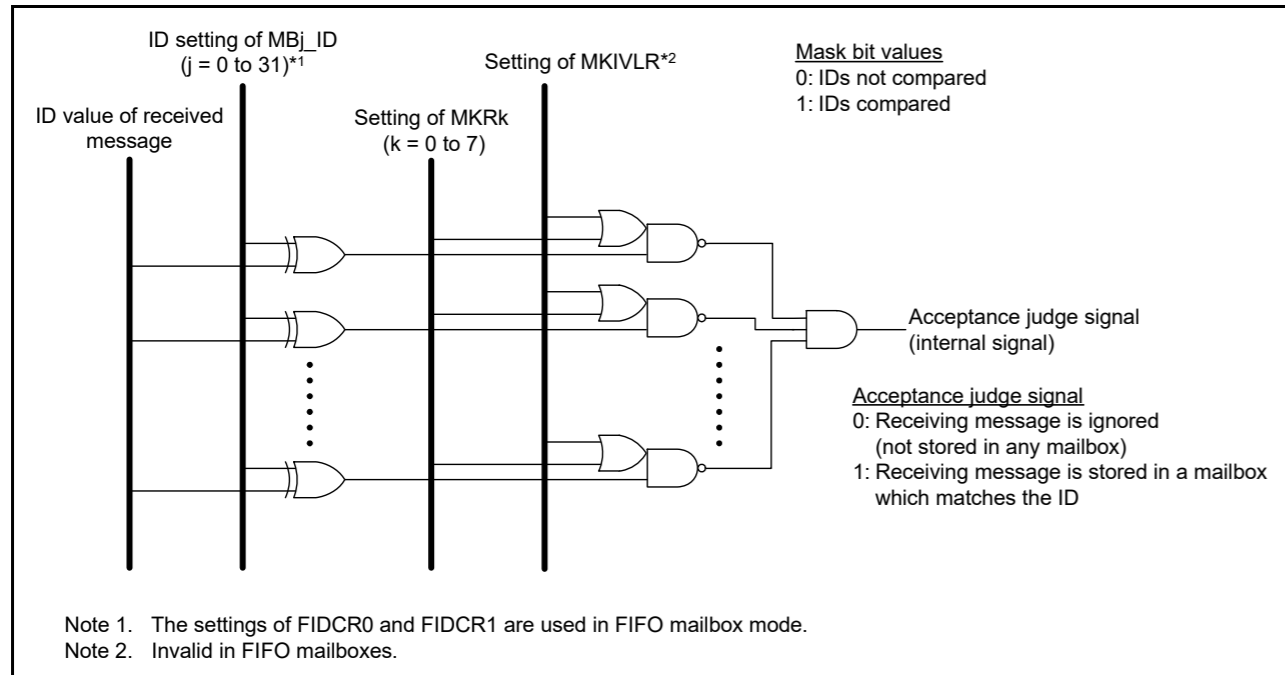 ID setting of MBj_ID
(j = 0 to 31)*1
Setting of MKIVLR*2
Mask bit values
0: IDs not compared
1: IDs compared
ID value of received
message
Setting of MKRk
(k = 0 to 7)
Acceptance judge signal
(internal signal)
Acceptance judge signal
0: Receiving message is ignored
(not stored in any mailbox)
1: Receiving message is stored in a mailbox
which matches the ID
Note 1. The settings of FIDCR0 and FIDCR1 are used in FIFO mailbox mode.
Note 2. Invalid in FIFO mailboxes.